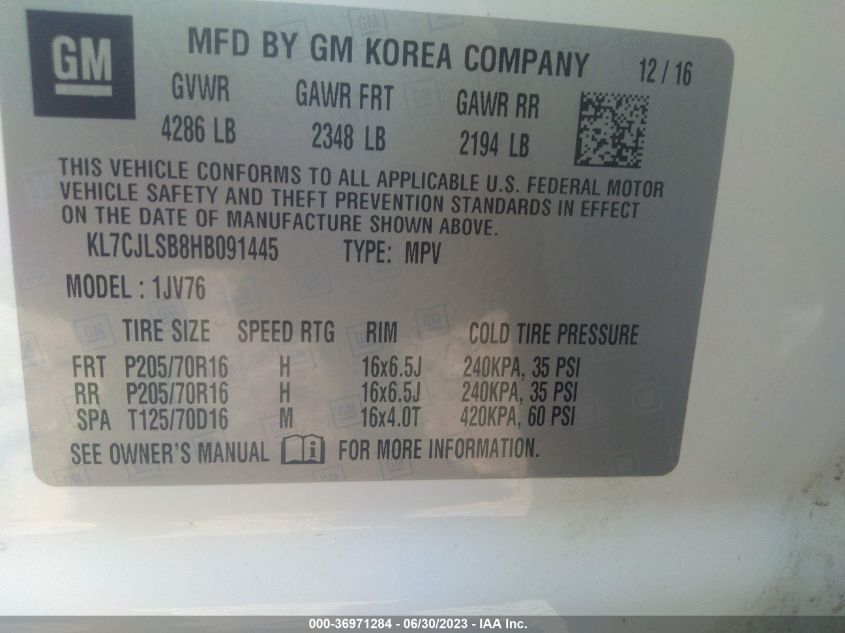 GM
MFD BY GM KOREA COMPANY 12/16
GVWR GAWR FRT GAWR RR
4286 LB 2348 LB 2194 LB
THIS VEHICLE CONFORMS TO ALL APPLICABLE U.S. FEDERAL MOTOR
VEHICLE SAFETY AND THEFT PREVENTION STANDARDS IN EFFECT
ON THE DATE OF MANUFACTURE SHOWN ABOVE.
KL7CJLSB8HB091445 TYPE: MPV
MODEL : 1JV76
TIRE SIZE SPEED RTG RIM COLD TIRE PRESSURE
FRT P205/70R16 H 16x6.5J 240KPA, 35 PSI
RR P205/70R16 H 16x6.5J 240KPA, 35 PSI
SPA T125/70D16 M 16x4.0T 420KPA, 60 PSI
SEE OWNER'S MANUAL FOR MORE INFORMATION.
000-36971284 - 06/30/2023 - IAA Inc.